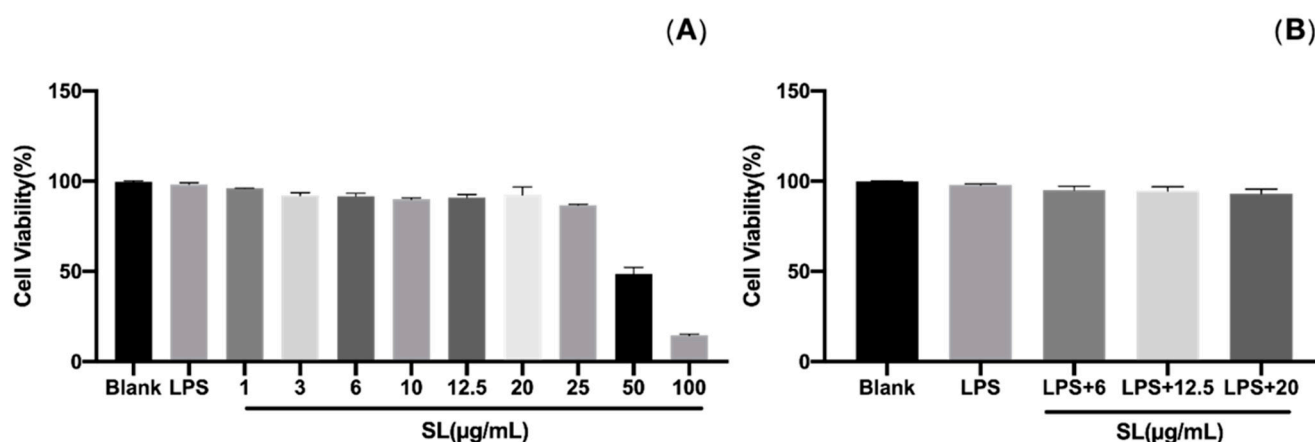 (A)
150
100
50
0
Cell Viability(%)
Blank LPS 1 3 6 10 12.5 20 25 50 100
SL(μg/mL)
(B)
150
100
50
0
Cell Viability(%)
Blank LPS LPS+6 LPS+12.5 LPS+20
SL(μg/mL)